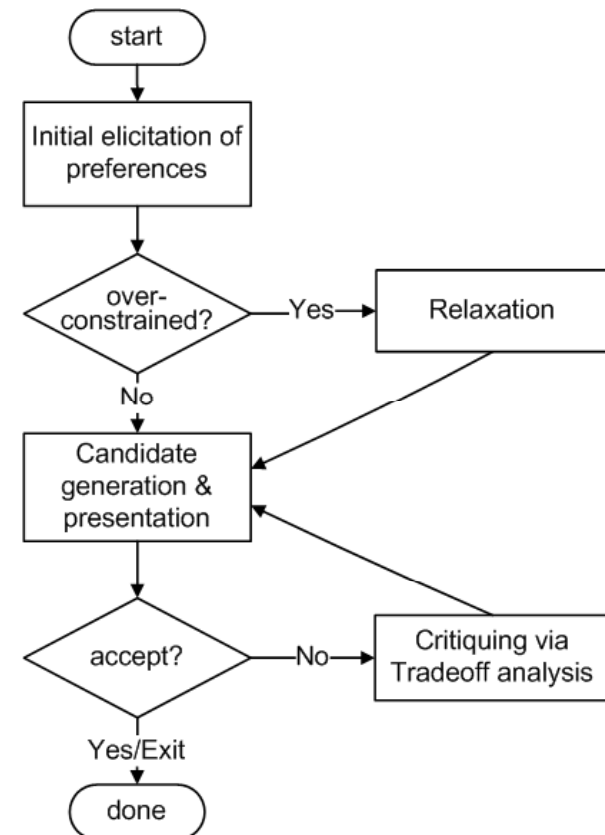 start
Initial elicitation of
preferences
over-
constrained?
Yes
Relaxation
No
Candidate
generation &
presentation
accept?
No
Critiquing via
Tradeoff analysis
Yes/Exit
done